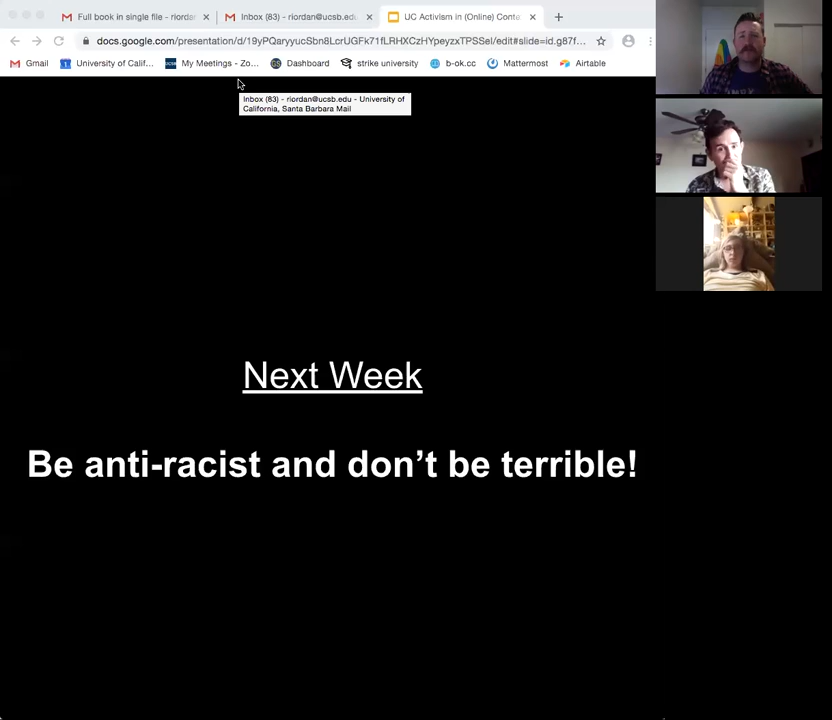 Full book in single file - riordan
Inbox (83) - riordan@ucsb.edu
UC Activism in (Online) Conte
docs.google.com/presentation/d/19yPQaryyucSbn8LcrUGFk71fLRHXCzHYpeyzxTPSSeI/edit#slide=id.g87f...
Gmail
University of Calif...
My Meetings - Zo...
Dashboard
strike university
b-ok.cc
Mattermost
Airtable
Inbox (83) - riordan@ucsb.edu - University of
California, Santa Barbara Mail
Next Week
Be anti-racist and don't be terrible!